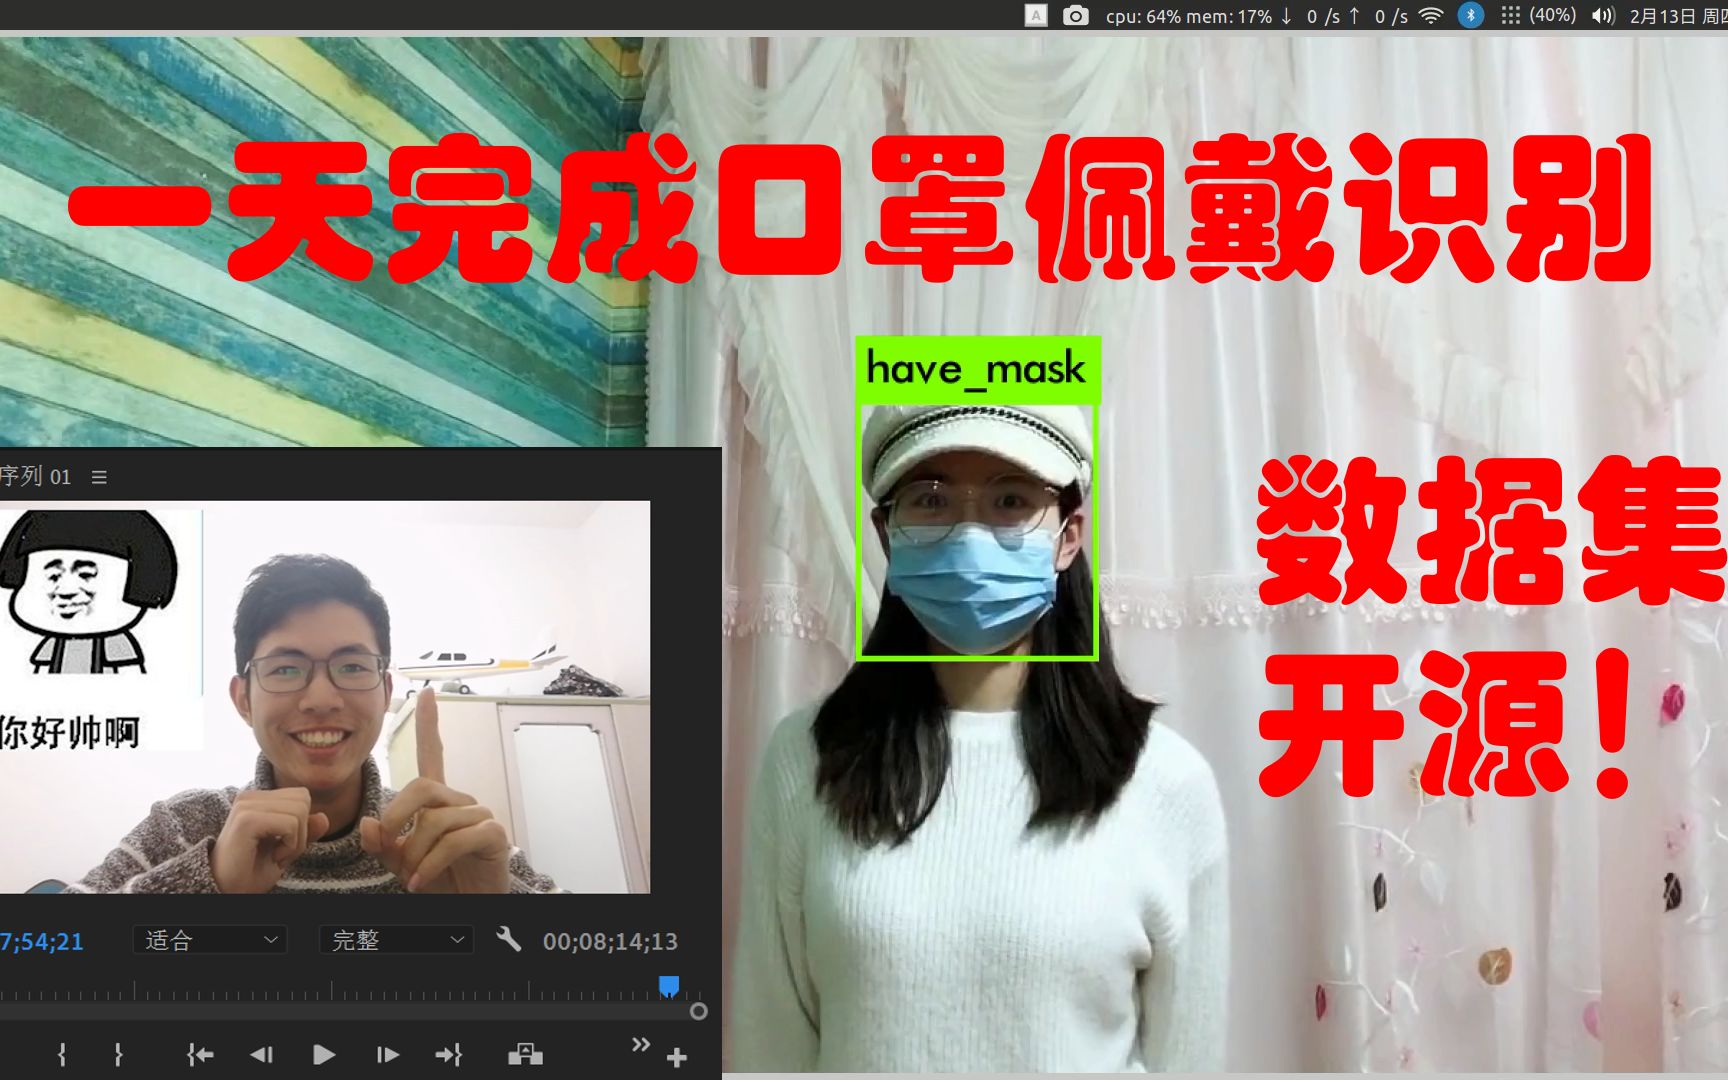 A cpu: 64% mem: 17% ↓ 0 /s ↑ 0 /s (40%) 2月13日 周四
一天完成口罩佩戴识别
have_mask
数据集
开源!
序列 01
你好帅啊
7;54;21 适合 完整 00;08;14;13